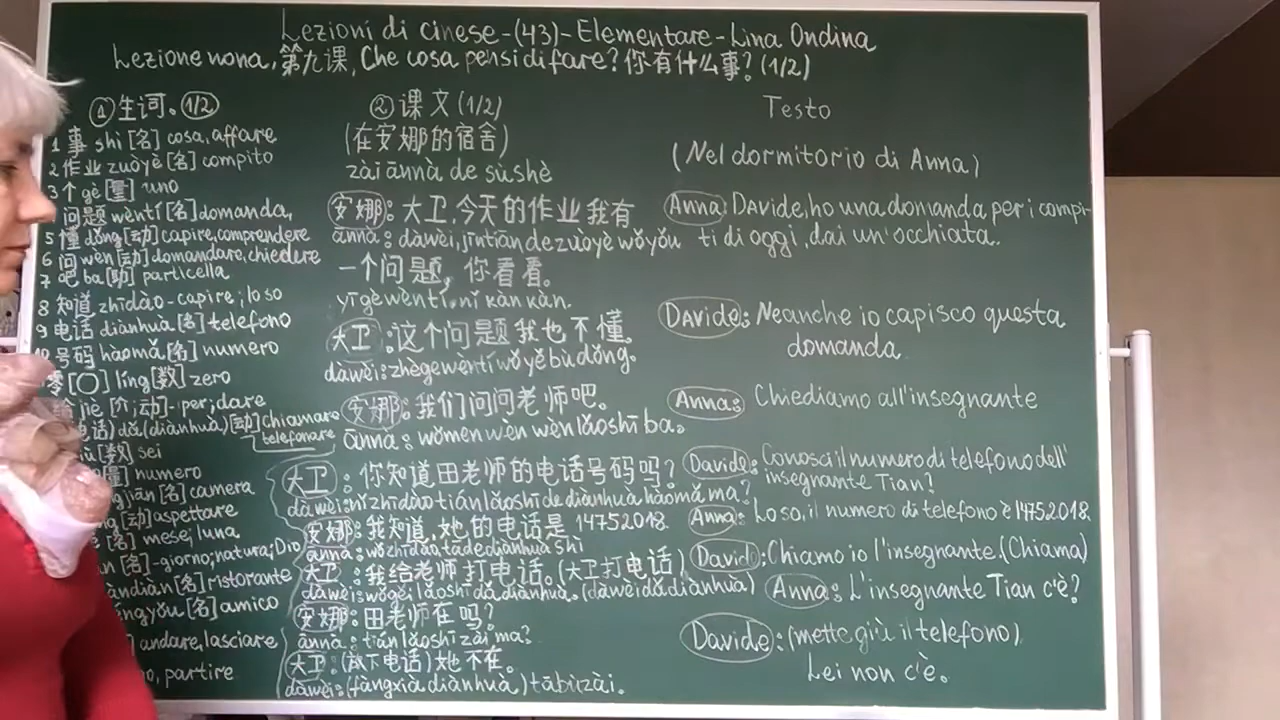 Lezioni di cinese-(43)-Elementare-Lina Ondina
Lezione nona, 第九课, Che cosa pensi di fare? 你有什么事? (1/2)
① 生词。(1/2)
1 事 shì [名] cosa, affare
2 作业 zuòyè [名] compito
3 个 gè [量] uno
问题 wèntí [名] domanda,
5 懂 dǒng [动] capire, comprendere
6 问 wèn [动] domandare, chiedere
7 吧 ba [助] particella
8 知道 zhīdào - capire; lo so
9 电话 diànhuà [名] telefono
10 号码 hàomǎ [名] numero
零 [〇] líng [数] zero
jiè [介; 动] - per; dare
电话) dǎ (diànhuà) [动] Chiamare
telefonare
[数] sei
[量] numero
jiān [名] camera
[动] aspettare
[名] mese, luna,
[名] - giorno; natura; Dio
diàn [名] ristorante
yǒu [名] amico
andare, lasciare
partire
② 课文 (1/2)
(在安娜的宿舍)
zài ānnà de sùshè
安娜: 大卫, 今天的作业我有
ānnà: dàwèi, jīntiān de zuòyè wǒ yǒu
一个问题, 你看看。
yīgè wèntí, nǐ kàn kàn.
大卫: 这个问题我也不懂。
dàwèi: zhège wèntí wǒ yě bù dǒng.
安娜: 我们问问老师吧。
ānnà: wǒmen wèn wèn lǎoshī ba.
大卫: 你知道田老师的电话号码吗?
dàwèi: nǐ zhīdào tián lǎoshī de diànhuà hàomǎ ma?
安娜: 我知道, 她的电话是 14752018.
ānnà: wǒ zhīdào, tā de diànhuà shì
大卫: 我给老师打电话。(大卫打电话)
dàwèi: wǒ gěi lǎoshī dǎ diànhuà. (dàwèi dǎ diànhuà)
安娜: 田老师在吗?
ānnà: tián lǎoshī zài ma?
大卫: (放下电话) 她不在。
dàwèi: (fàngxià diànhuà) tā bù zài.
Testo
(Nel dormitorio di Anna)
Anna: Davide, ho una domanda per i compi-
ti di oggi, dai un'occhiata.
Davide: Neanche io capisco questa
domanda
Anna: Chiediamo all'insegnante
Davide: Conosci il numero di telefono dell'
insegnante Tian?
Anna: Lo so, il numero di telefono è 14752018
Davide: Chiamo io l'insegnante. (Chiama)
Anna: L'insegnante Tian c'è?
Davide: (mette giù il telefono)
Lei non c'è.